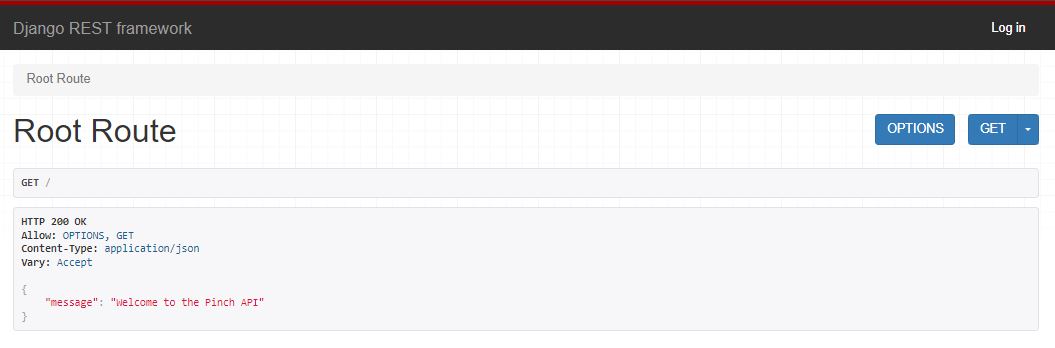 Django REST framework Log in
Root Route
Root Route OPTIONS GET
GET /
HTTP 200 OK
Allow: OPTIONS, GET
Content-Type: application/json
Vary: Accept
{
    "message": "Welcome to the Pinch API"
}